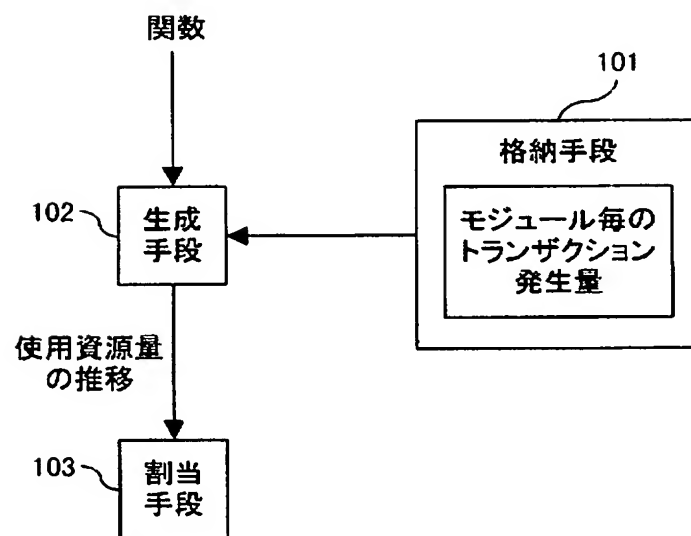 関数
101
格納手段
モジュール毎の
トランザクション
発生量
102
生成
手段
使用資源量
の推移
103
割当
手段